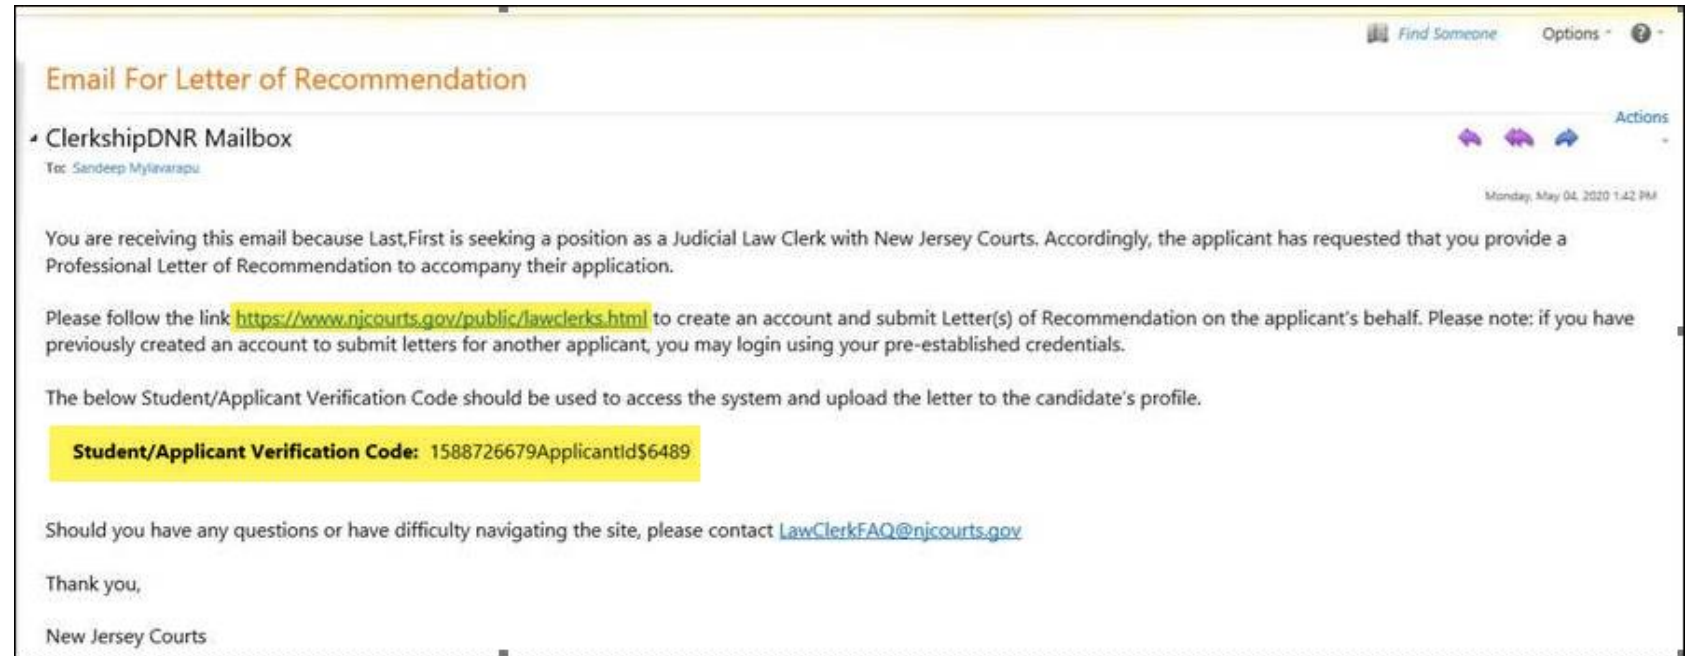 Find Someone Options
Email For Letter of Recommendation
Actions
ClerkshipDNR Mailbox
To: Sandeep Mylavarapu
Monday, May 04, 2020 1:42 PM
You are receiving this email because Last,First is seeking a position as a Judicial Law Clerk with New Jersey Courts. Accordingly, the applicant has requested that you provide a
Professional Letter of Recommendation to accompany their application.
Please follow the link https://www.njcourts.gov/public/lawclerks.html to create an account and submit Letter(s) of Recommendation on the applicant's behalf. Please note: if you have
previously created an account to submit letters for another applicant, you may login using your pre-established credentials.
The below Student/Applicant Verification Code should be used to access the system and upload the letter to the candidate's profile.
Student/Applicant Verification Code: 1588726679ApplicantId$6489
Should you have any questions or have difficulty navigating the site, please contact LawClerkFAQ@njcourts.gov
Thank you,
New Jersey Courts